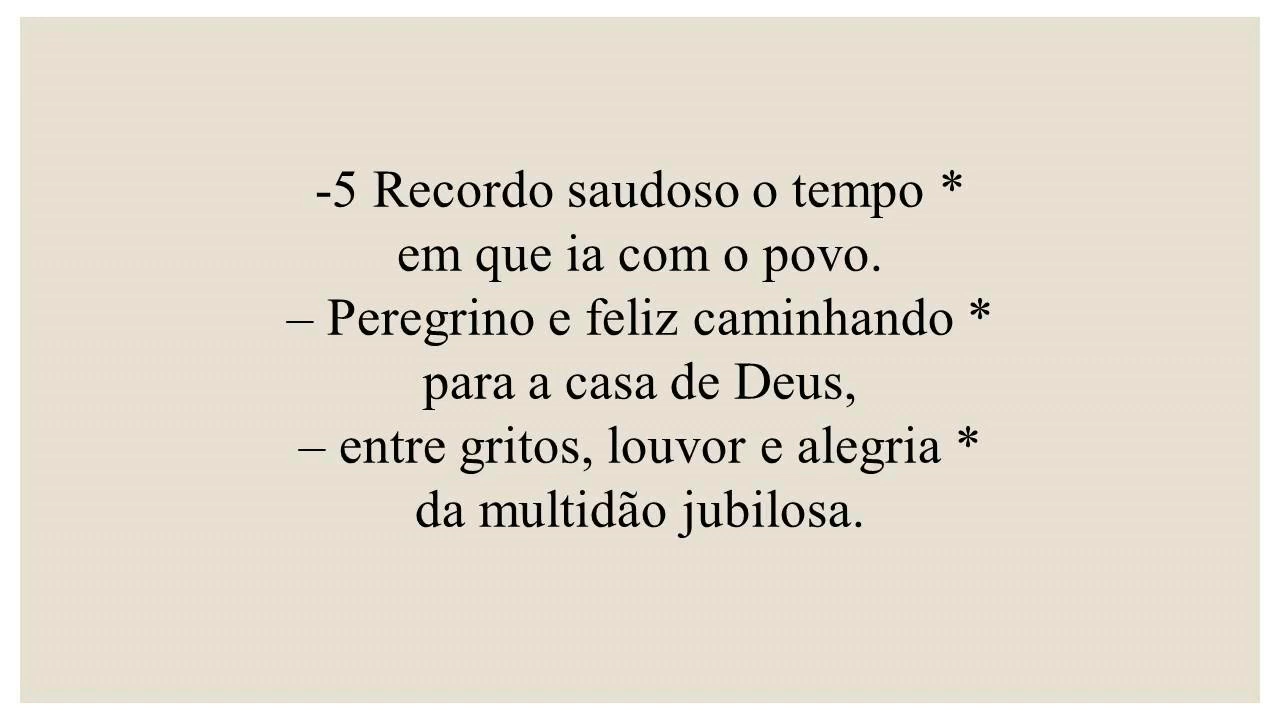 -5 Recordo saudoso o tempo *
em que ia com o povo.
– Peregrino e feliz caminhando *
para a casa de Deus,
– entre gritos, louvor e alegria *
da multidão jubilosa.